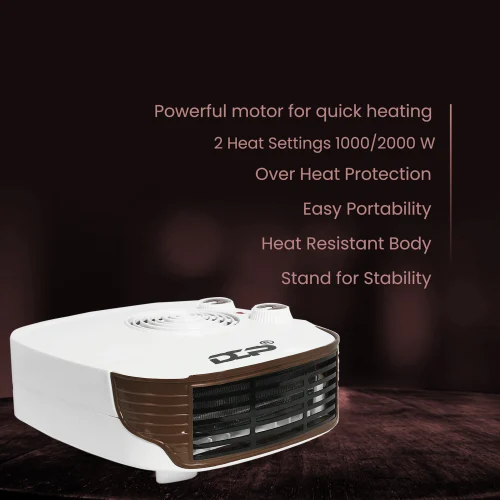 Powerful motor for quick heating
2 Heat Settings 1000/2000 W
Over Heat Protection
Easy Portability
Heat Resistant Body
Stand for Stability